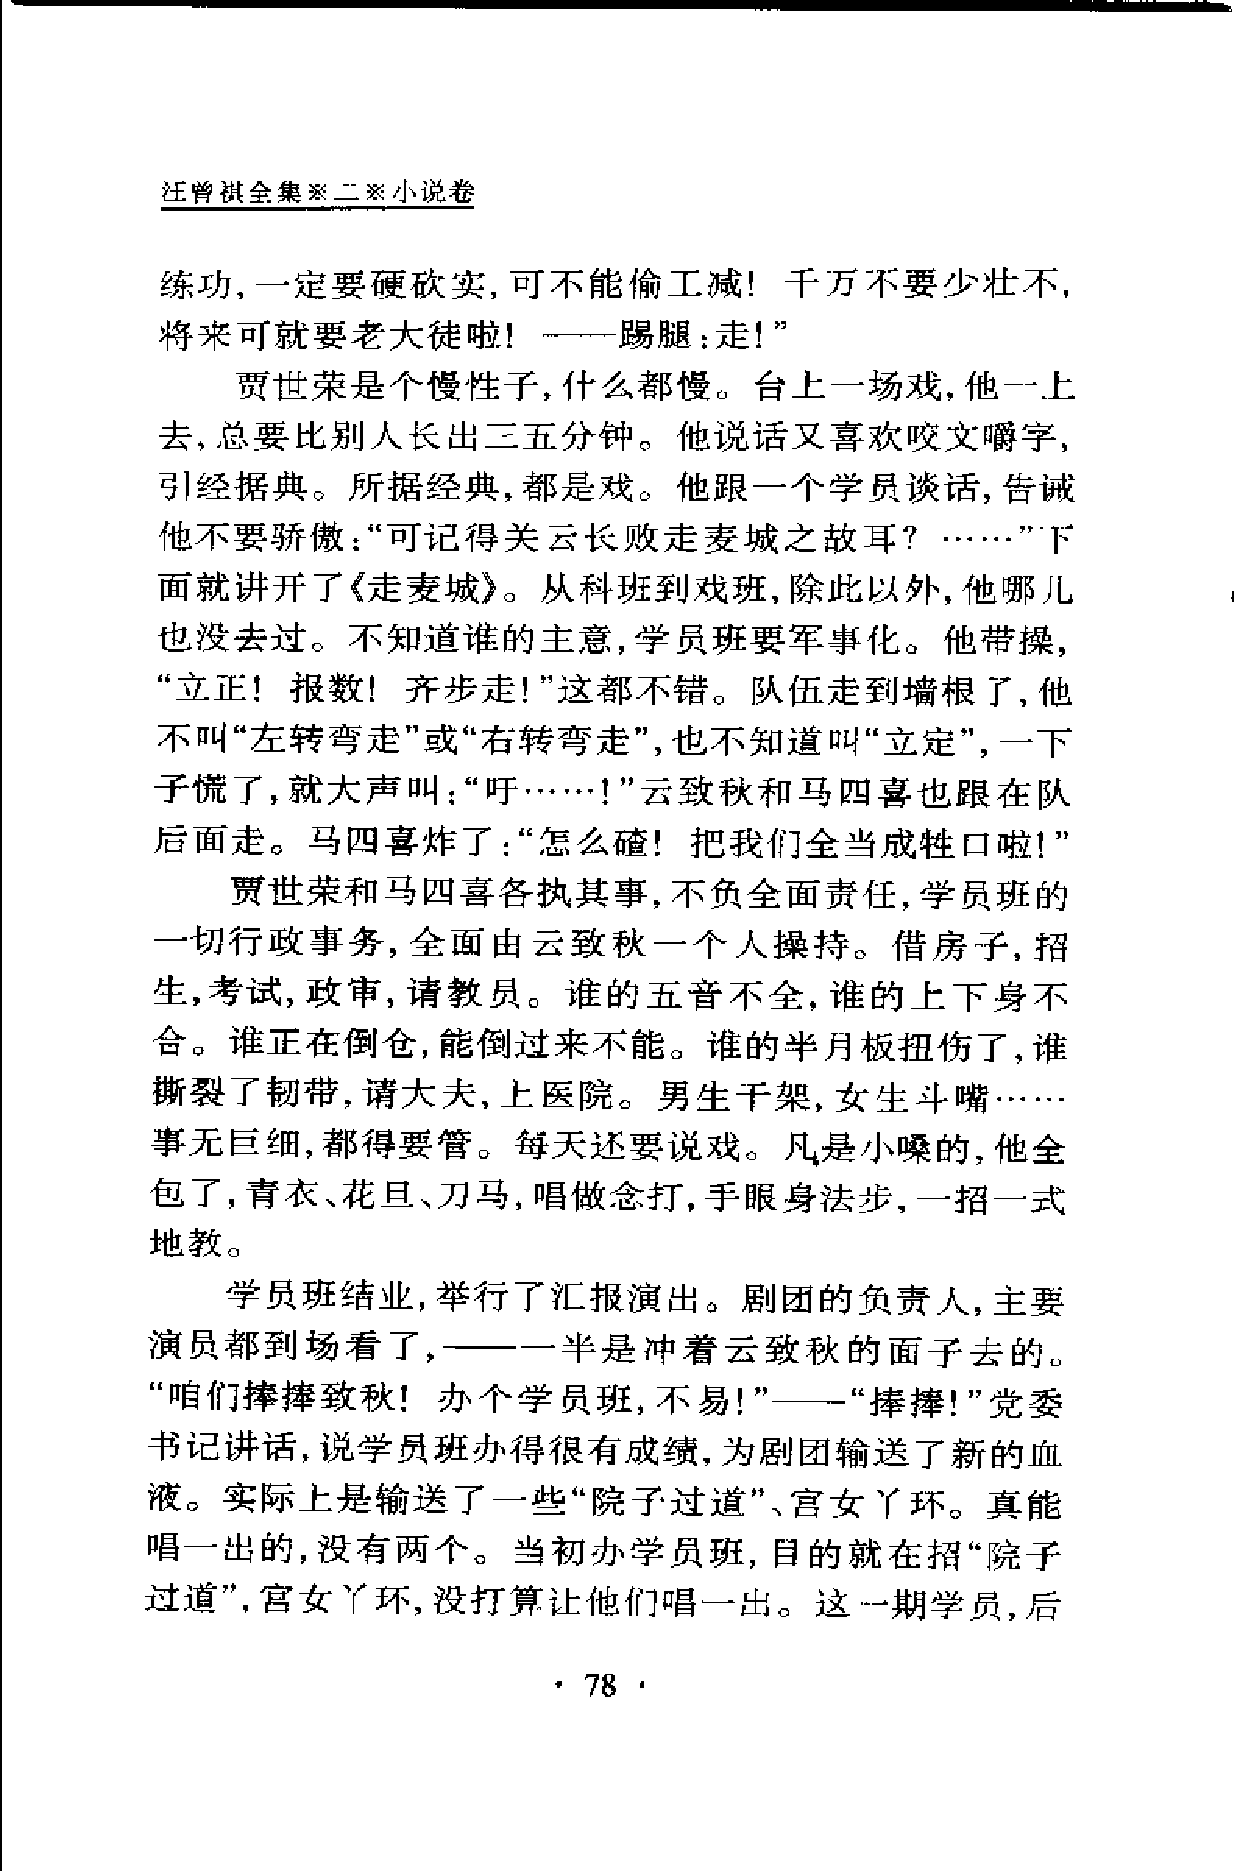 汪曾祺全集※二※小说卷
练功,一定要硬砍实,可不能偷工减! 千万不要少壮不,
将来可就要老大徒啦! ——踢腿:走!”
贾世荣是个慢性子,什么都慢。台上一场戏,他一上
去,总要比别人长出三五分钟。他说话又喜欢咬文嚼字,
引经据典。所据经典,都是戏。他跟一个学员谈话,告诫
他不要骄傲:“可记得关云长败走麦城之故耳? ……”下
面就讲开了《走麦城》。从科班到戏班,除此以外,他哪儿
也没去过。不知道谁的主意,学员班要军事化。他带操,
“立正! 报数! 齐步走!”这都不错。队伍走到墙根了,他
不叫“左转弯走”或“右转弯走”,也不知道叫“立定”,一下
子慌了,就大声叫:“吁……!”云致秋和马四喜也跟在队
后面走。马四喜炸了:“怎么碴! 把我们全当成牲口啦!”
贾世荣和马四喜各执其事,不负全面责任,学员班的
一切行政事务,全面由云致秋一个人操持。借房子,招
生,考试,政审,请教员。谁的五音不全,谁的上下身不
合。谁正在倒仓,能倒过来不能。谁的半月板扭伤了,谁
撕裂了韧带,请大夫,上医院。男生干架,女生斗嘴……
事无巨细,都得要管。每天还要说戏。凡是小嗓的,他全
包了,青衣、花旦、刀马,唱做念打,手眼身法步,一招一式
地教。
学员班结业,举行了汇报演出。剧团的负责人,主要
演员都到场看了,——一半是冲着云致秋的面子去的。
“咱们捧捧致秋! 办个学员班,不易!”——“捧捧!”党委
书记讲话,说学员班办得很有成绩,为剧团输送了新的血
液。实际上是输送了一些“院子过道”、宫女丫环。真能
唱一出的,没有两个。当初办学员班,目的就在招“院子
过道”,宫女丫环,没打算让他们唱一出。这一期学员,后
· 78 ·